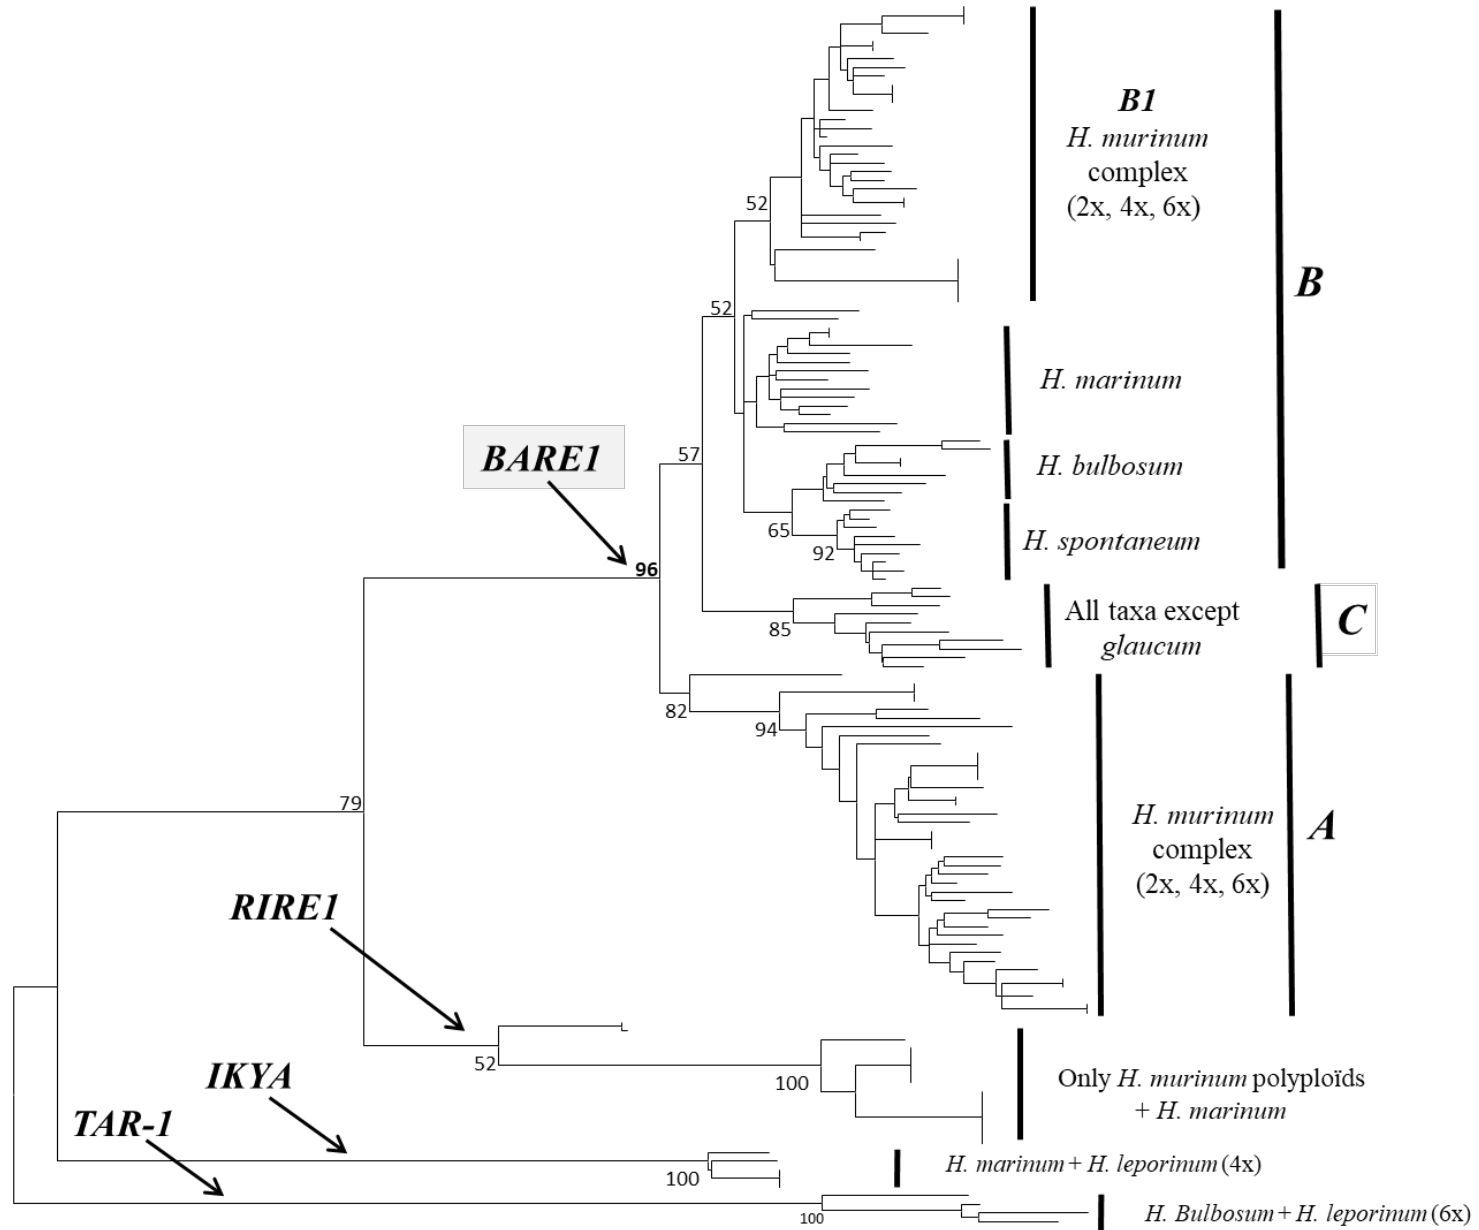 B1
H. murinum
complex
(2x, 4x, 6x)
52
B
52
H. marinum
BARE1
57
H. bulbosum
65
92
H. spontaneum
96
All taxa except
glaucum
C
85
82
94
79
H. murinum
complex
(2x, 4x, 6x)
A
RIRE1
52
100
Only H. murinum polyploïds
+ H. marinum
IKYA
TAR-1
100
H. marinum + H. leporinum (4x)
100
H. Bulbosum + H. leporinum (6x)